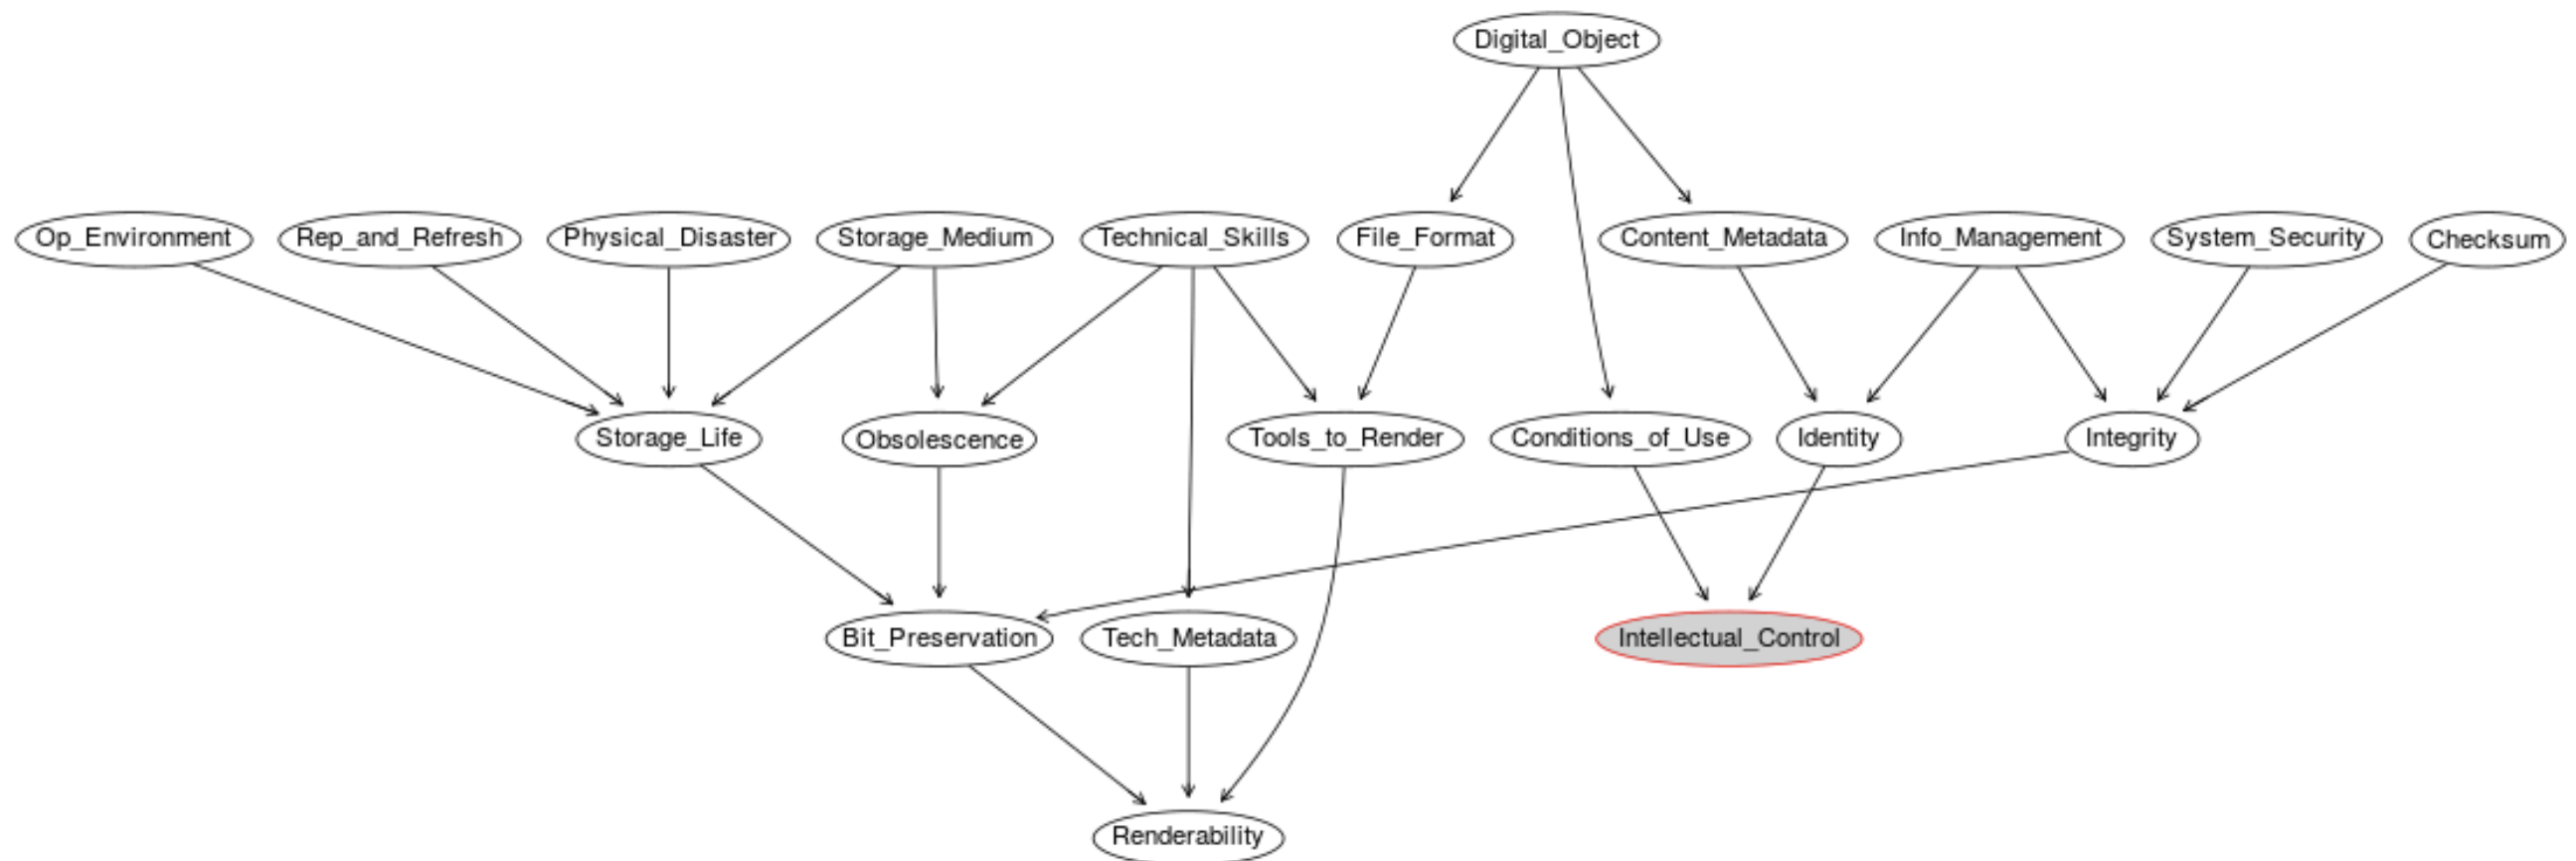 Digital_Object
Op_Environment
Rep_and_Refresh
Physical_Disaster
Storage_Medium
Technical_Skills
File_Format
Content_Metadata
Info_Management
System_Security
Checksum
Storage_Life
Obsolescence
Tools_to_Render
Conditions_of_Use
Identity
Integrity
Bit_Preservation
Tech_Metadata
Intellectual_Control
Renderability